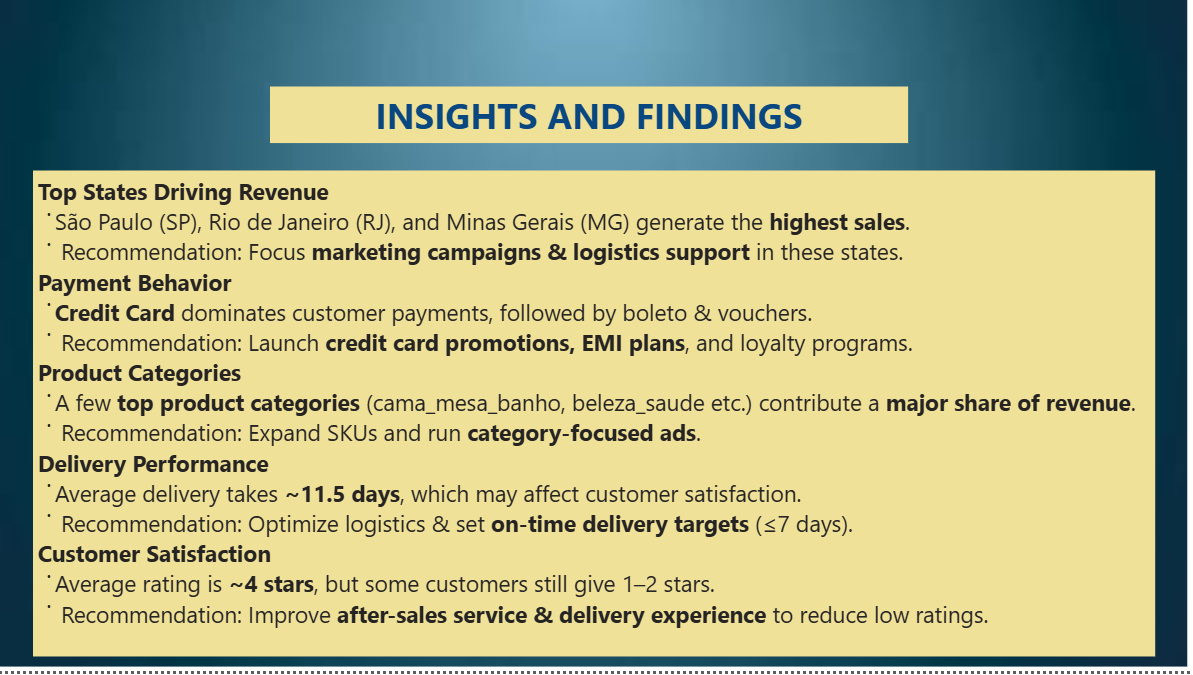 INSIGHTS AND FINDINGS
Top States Driving Revenue
˙São Paulo (SP), Rio de Janeiro (RJ), and Minas Gerais (MG) generate the highest sales.
˙ Recommendation: Focus marketing campaigns & logistics support in these states.
Payment Behavior
˙Credit Card dominates customer payments, followed by boleto & vouchers.
˙ Recommendation: Launch credit card promotions, EMI plans, and loyalty programs.
Product Categories
˙A few top product categories (cama_mesa_banho, beleza_saude etc.) contribute a major share of revenue.
˙ Recommendation: Expand SKUs and run category-focused ads.
Delivery Performance
˙Average delivery takes ~11.5 days, which may affect customer satisfaction.
˙ Recommendation: Optimize logistics & set on-time delivery targets (≤7 days).
Customer Satisfaction
˙Average rating is ~4 stars, but some customers still give 1–2 stars.
˙ Recommendation: Improve after-sales service & delivery experience to reduce low ratings.